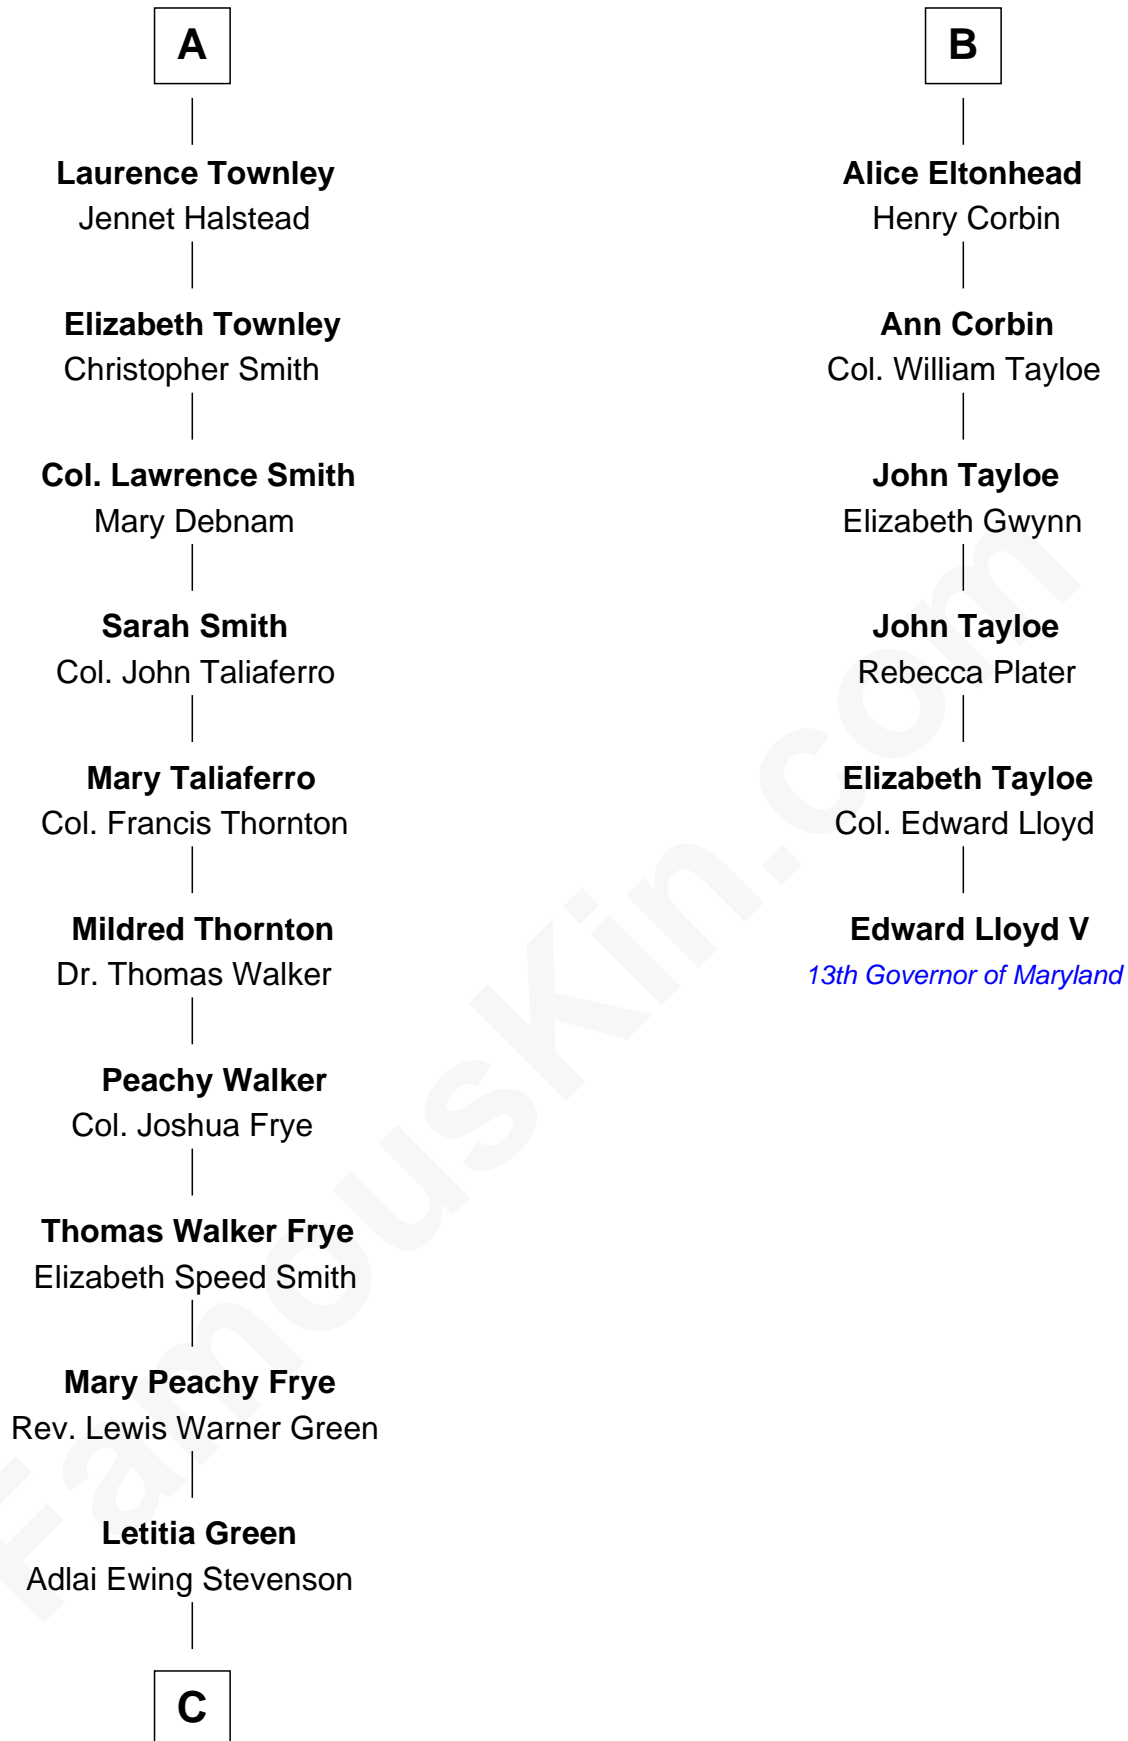 A
Laurence Townley
Jennet Halstead
Elizabeth Townley
Christopher Smith
Col. Lawrence Smith
Mary Debnam
Sarah Smith
Col. John Taliaferro
Mary Taliaferro
Col. Francis Thornton
Mildred Thornton
Dr. Thomas Walker
Peachy Walker
Col. Joshua Frye
Thomas Walker Frye
Elizabeth Speed Smith
Mary Peachy Frye
Rev. Lewis Warner Green
Letitia Green
Adlai Ewing Stevenson
C
B
Alice Eltonhead
Henry Corbin
Ann Corbin
Col. William Tayloe
John Tayloe
Elizabeth Gwynn
John Tayloe
Rebecca Plater
Elizabeth Tayloe
Col. Edward Lloyd
Edward Lloyd V
13th Governor of Maryland
FamousKin.com